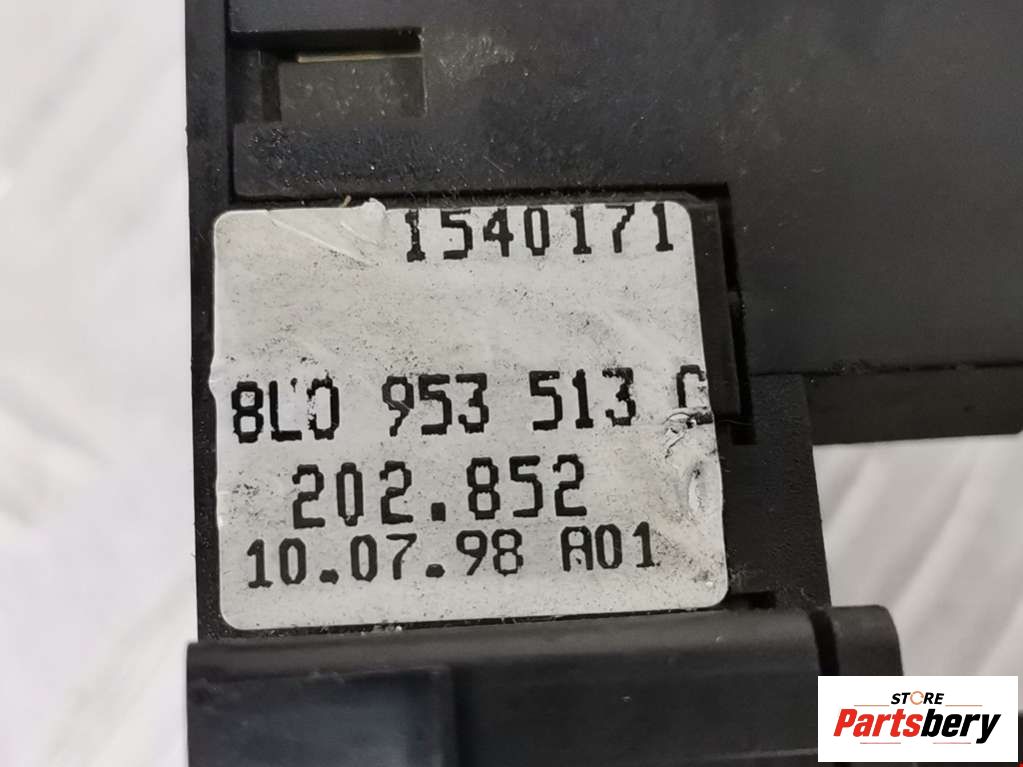 1540171
8L0 953 513 C
202.852
10.07.98 A01
STORE
Partsbery